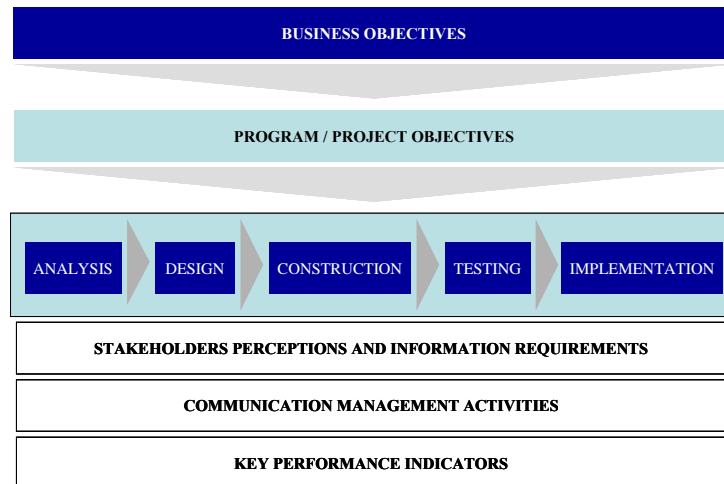 BUSINESS OBJECTIVES
PROGRAM / PROJECT OBJECTIVES
ANALYSIS
DESIGN
CONSTRUCTION
TESTING
IMPLEMENTATION
STAKEHOLDERS PERCEPTIONS AND INFORMATION REQUIREMENTS
COMMUNICATION MANAGEMENT ACTIVITIES
KEY PERFORMANCE INDICATORS